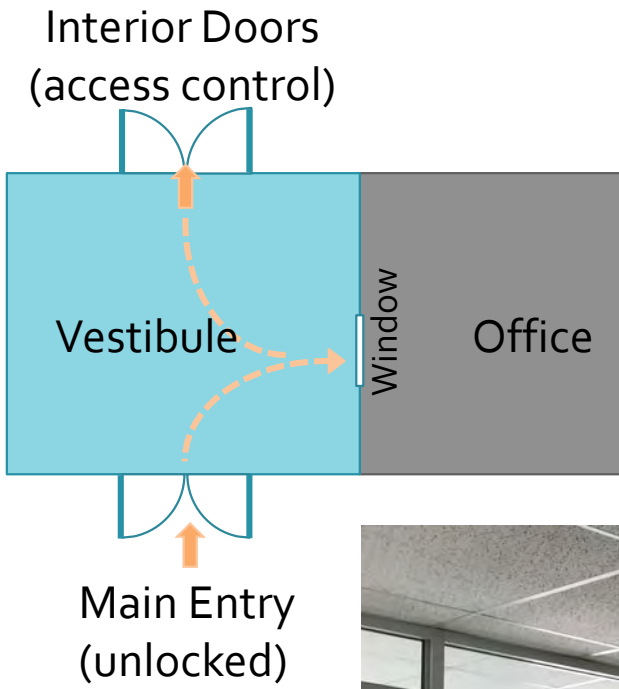 Interior Doors
(access control)
Vestibule
Window
Office
Main Entry
(unlocked)